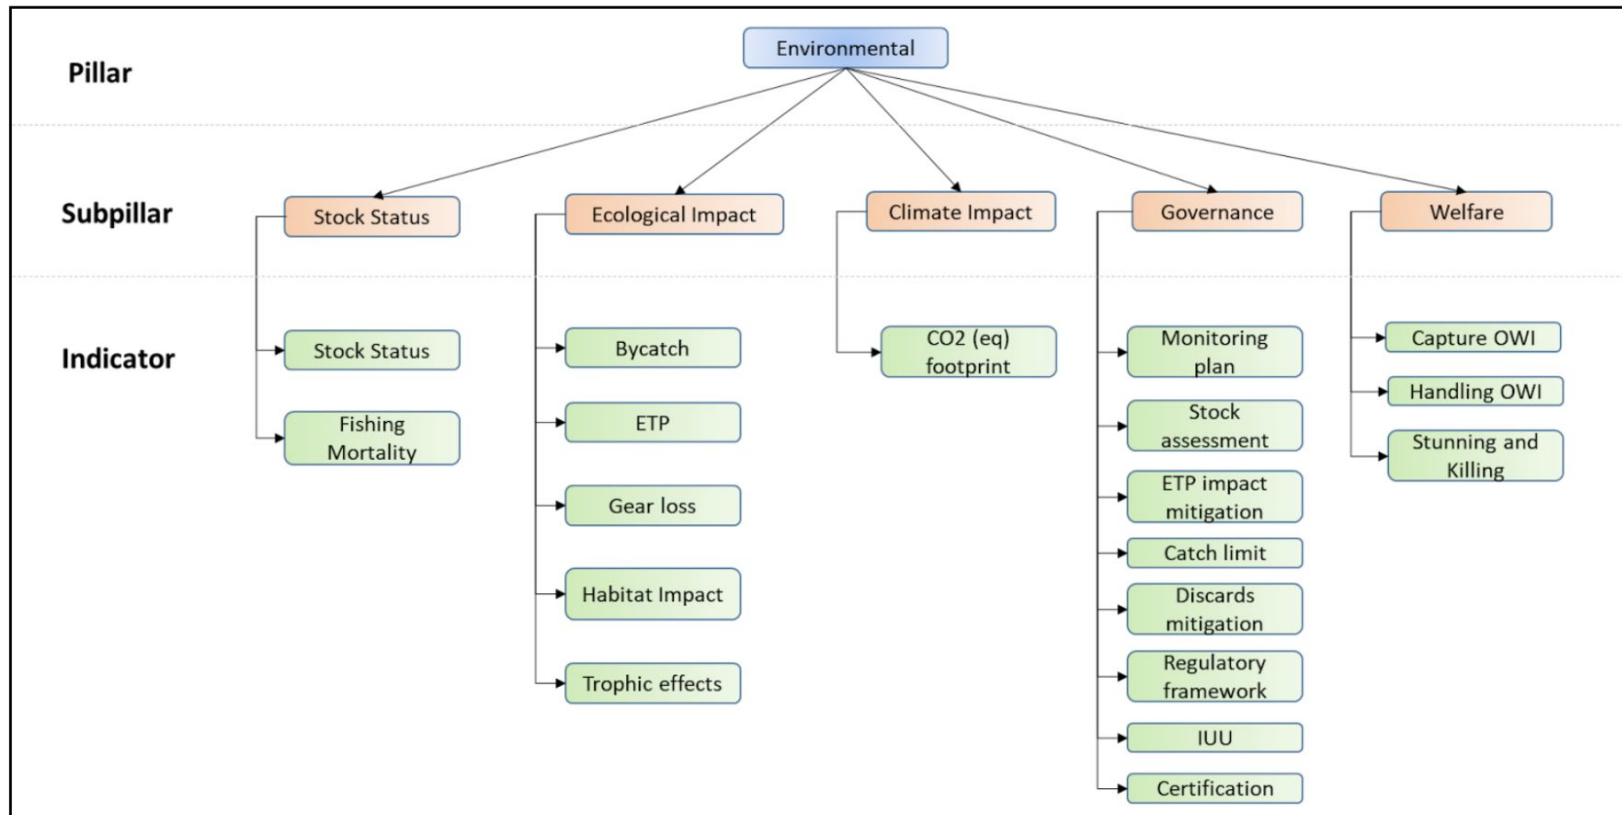 Pillar
Environmental
Subpillar
Stock Status
Ecological Impact
Climate Impact
Governance
Welfare
Indicator
Stock Status
Fishing
Mortality
Bycatch
ETP
Gear loss
Habitat Impact
Trophic effects
CO2 (eq)
footprint
Monitoring
plan
Stock
assessment
ETP impact
mitigation
Catch limit
Discards
mitigation
Regulatory
framework
IUU
Certification
Capture OWI
Handling OWI
Stunning and
Killing